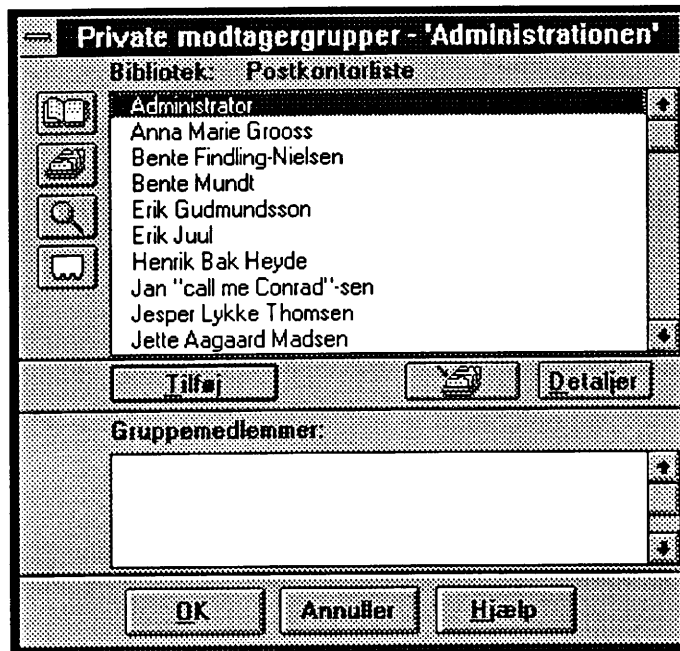 Private modtagergrupper - 'Administrationen'
Bibliotek: Postkontorliste
Administrator
Anna Marie Grooss
Bente Findling-Nielsen
Bente Mundt
Erik Gudmundsson
Erik Juul
Henrik Bak Heyde
Jan "call me Conrad"-sen
Jesper Lykke Thomsen
Jette Aagaard Madsen
Tilføj Detaljer
Gruppemedlemmer:
OK Annuller Hjælp